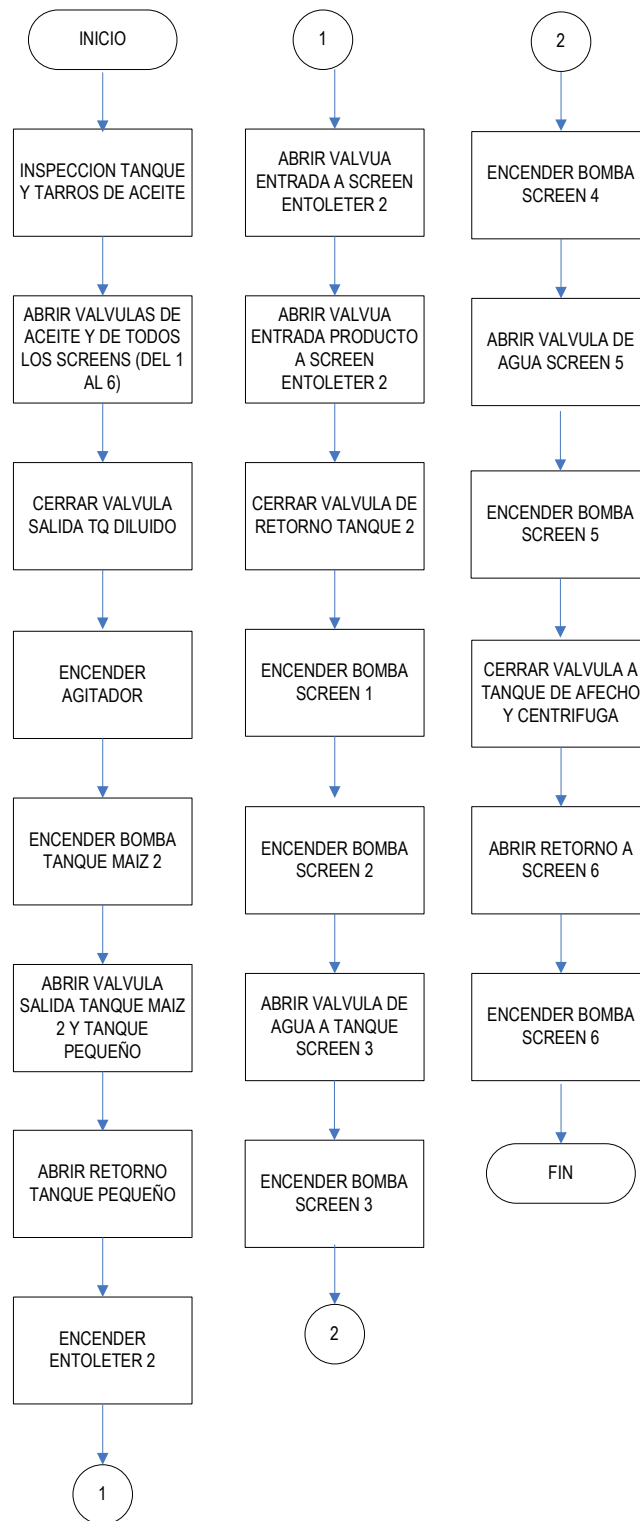 INICIO
INSPECCION TANQUE
Y TARROS DE ACEITE
ABRIR VALVULAS DE
ACEITE Y DE TODOS
LOS SCREENS (DEL 1
AL 6)
CERRAR VALVULA
SALIDA TQ DILUIDO
ENCENDER
AGITADOR
ENCENDER BOMBA
TANQUE MAIZ 2
ABRIR VALVULA
SALIDA TANQUE MAIZ
2 Y TANQUE
PEQUEÑO
ABRIR RETORNO
TANQUE PEQUEÑO
ENCENDER
ENTOLETER 2
1
1
ABRIR VALVUA
ENTRADA A SCREEN
ENTOLETER 2
ABRIR VALVUA
ENTRADA PRODUCTO
A SCREEN
ENTOLETER 2
CERRAR VALVULA DE
RETORNO TANQUE 2
ENCENDER BOMBA
SCREEN 1
ENCENDER BOMBA
SCREEN 2
ABRIR VALVULA DE
AGUA A TANQUE
SCREEN 3
ENCENDER BOMBA
SCREEN 3
2
2
ENCENDER BOMBA
SCREEN 4
ABRIR VALVULA DE
AGUA SCREEN 5
ENCENDER BOMBA
SCREEN 5
CERRAR VALVULA A
TANQUE DE AFECHO
Y CENTRIFUGA
ABRIR RETORNO A
SCREEN 6
ENCENDER BOMBA
SCREEN 6
FIN